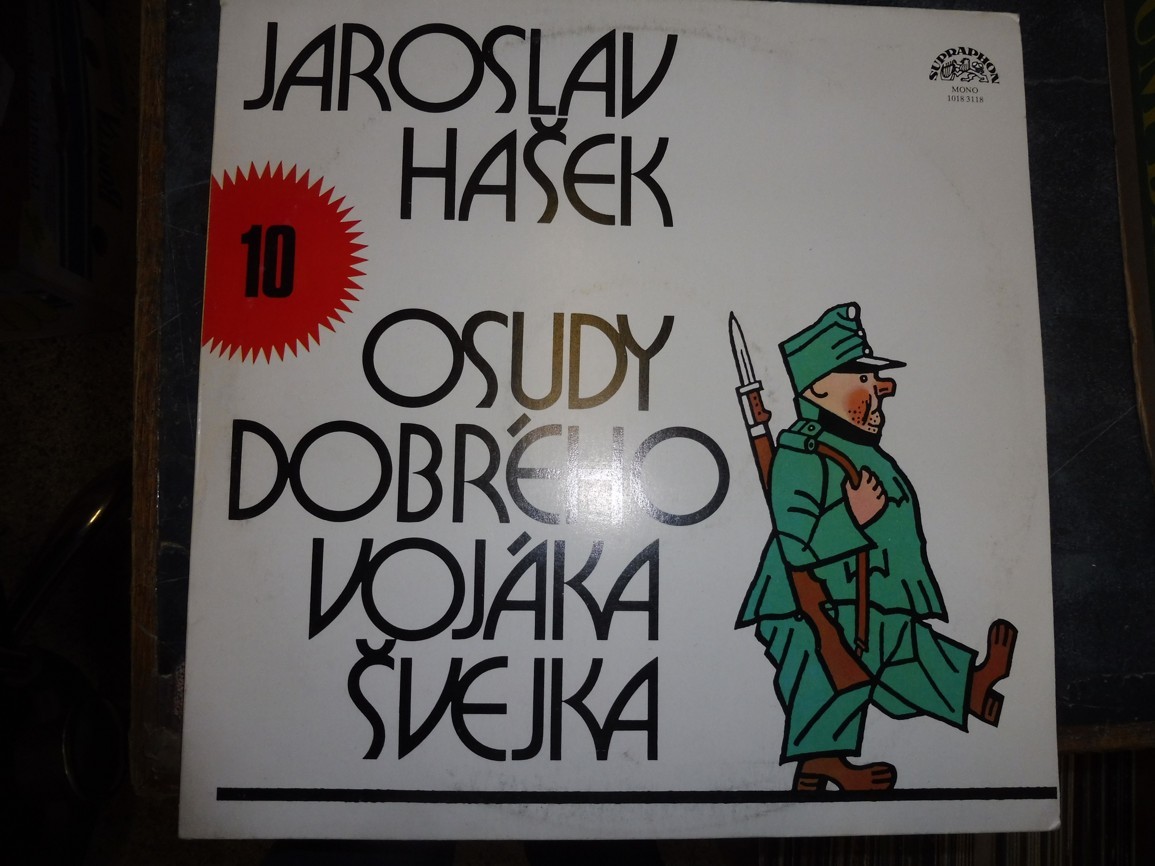 JAROSLAV
HAŠEK
SUPRAPHON
MONO
1018 3118
10
OSUDY
DOBRÉHO
VOJÁKA
ŠVEJKA